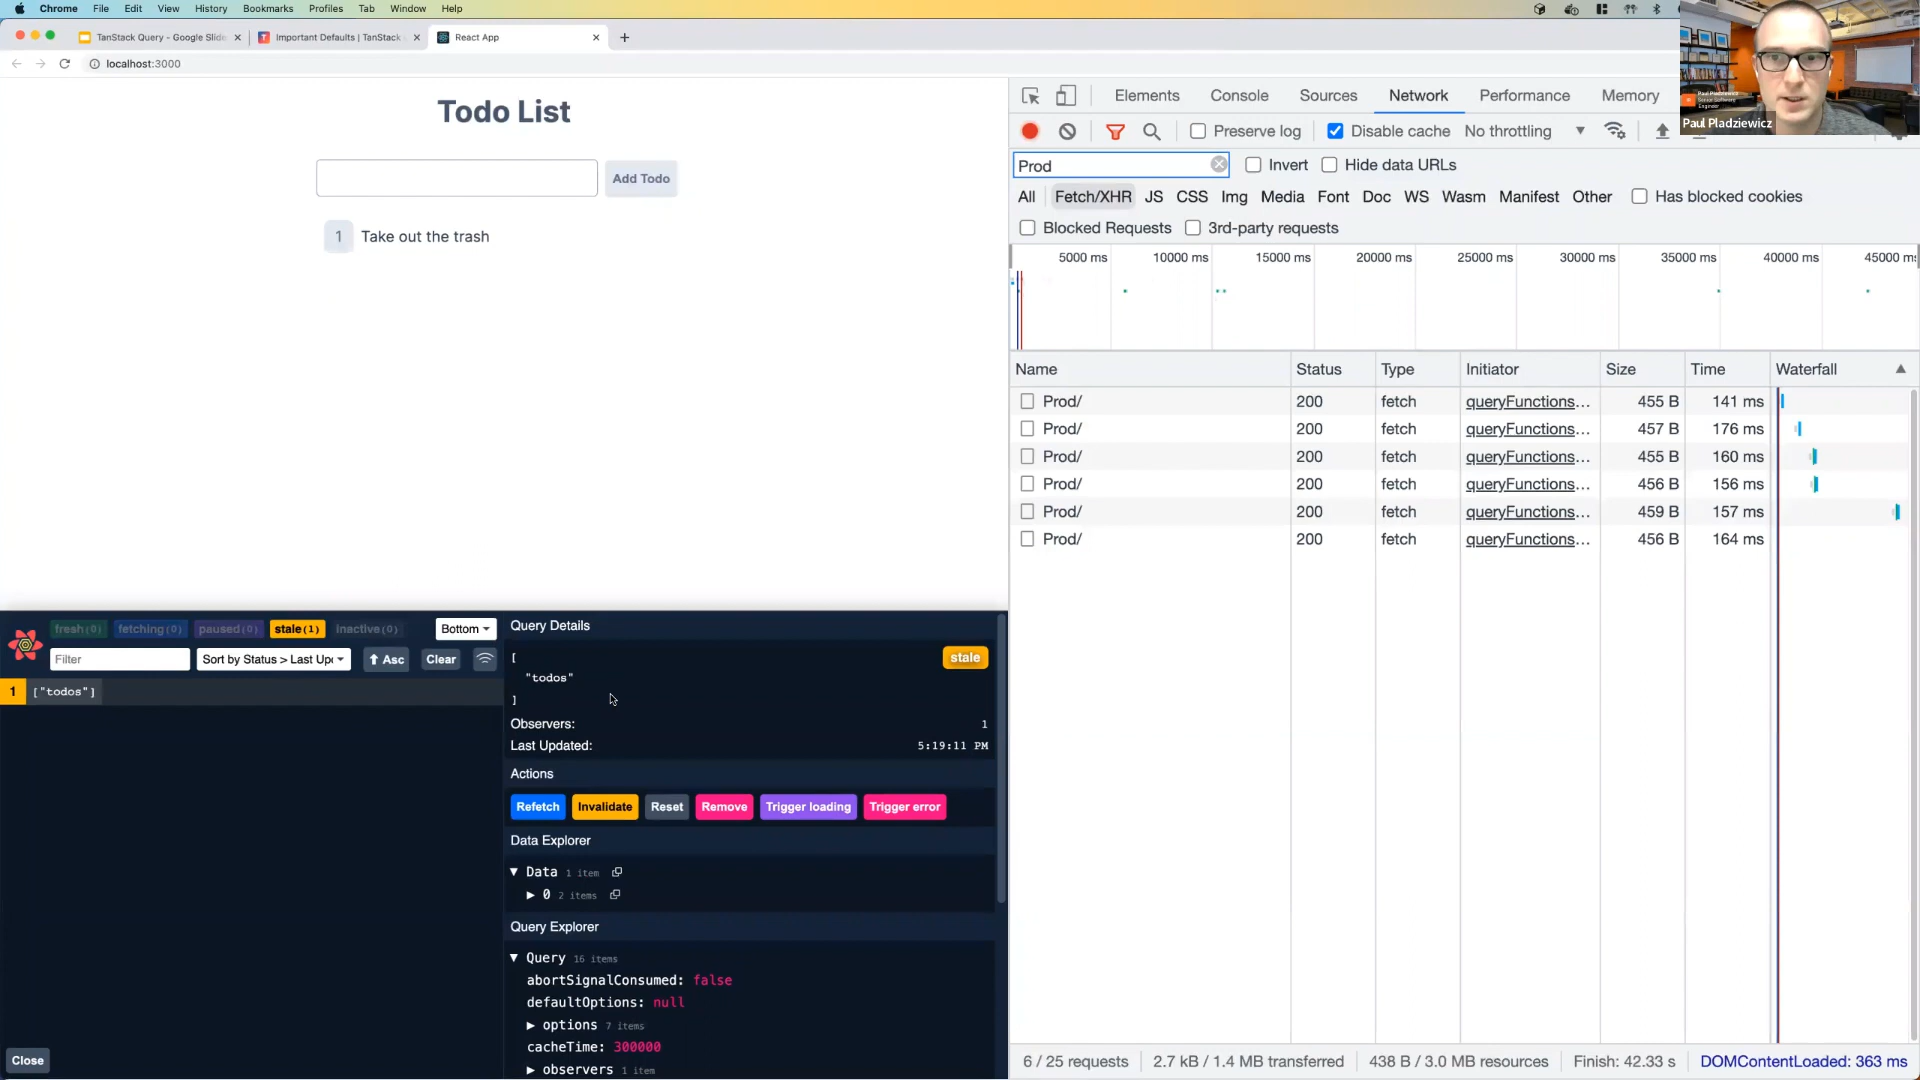 Chrome File Edit View History Bookmarks Profiles Tab Window Help
TanStack Query - Google Slide
Important Defaults | TanStack
React App
localhost:3000
Paul Pladziewicz
Senior Software
Engineer
Paul Pladziewicz
Todo List
Add Todo
1 Take out the trash
Elements Console Sources Network Performance Memory
Preserve log Disable cache No throttling
Prod Invert Hide data URLs
All Fetch/XHR JS CSS Img Media Font Doc WS Wasm Manifest Other Has blocked cookies
Blocked Requests 3rd-party requests
5000 ms 10000 ms 15000 ms 20000 ms 25000 ms 30000 ms 35000 ms 40000 ms 45000 ms
Name Status Type Initiator Size Time Waterfall
Prod/ 200 fetch queryFunctions... 455 B 141 ms
Prod/ 200 fetch queryFunctions... 457 B 176 ms
Prod/ 200 fetch queryFunctions... 455 B 160 ms
Prod/ 200 fetch queryFunctions... 456 B 156 ms
Prod/ 200 fetch queryFunctions... 459 B 157 ms
Prod/ 200 fetch queryFunctions... 456 B 164 ms
6 / 25 requests 2.7 kB / 1.4 MB transferred 438 B / 3.0 MB resources Finish: 42.33 s DOMContentLoaded: 363 ms
fresh (0) fetching (0) paused (0) stale (1) inactive (0) Bottom
Filter Sort by Status > Last Up Asc Clear
1 ["todos"]
Close
Query Details
[
"todos"
]
stale
Observers: 1
Last Updated: 5:19:11 PM
Actions
Refetch Invalidate Reset Remove Trigger loading Trigger error
Data Explorer
Data 1 item
0 2 items
Query Explorer
Query 16 items
abortSignalConsumed: false
defaultOptions: null
options 7 items
cacheTime: 300000
observers 1 item